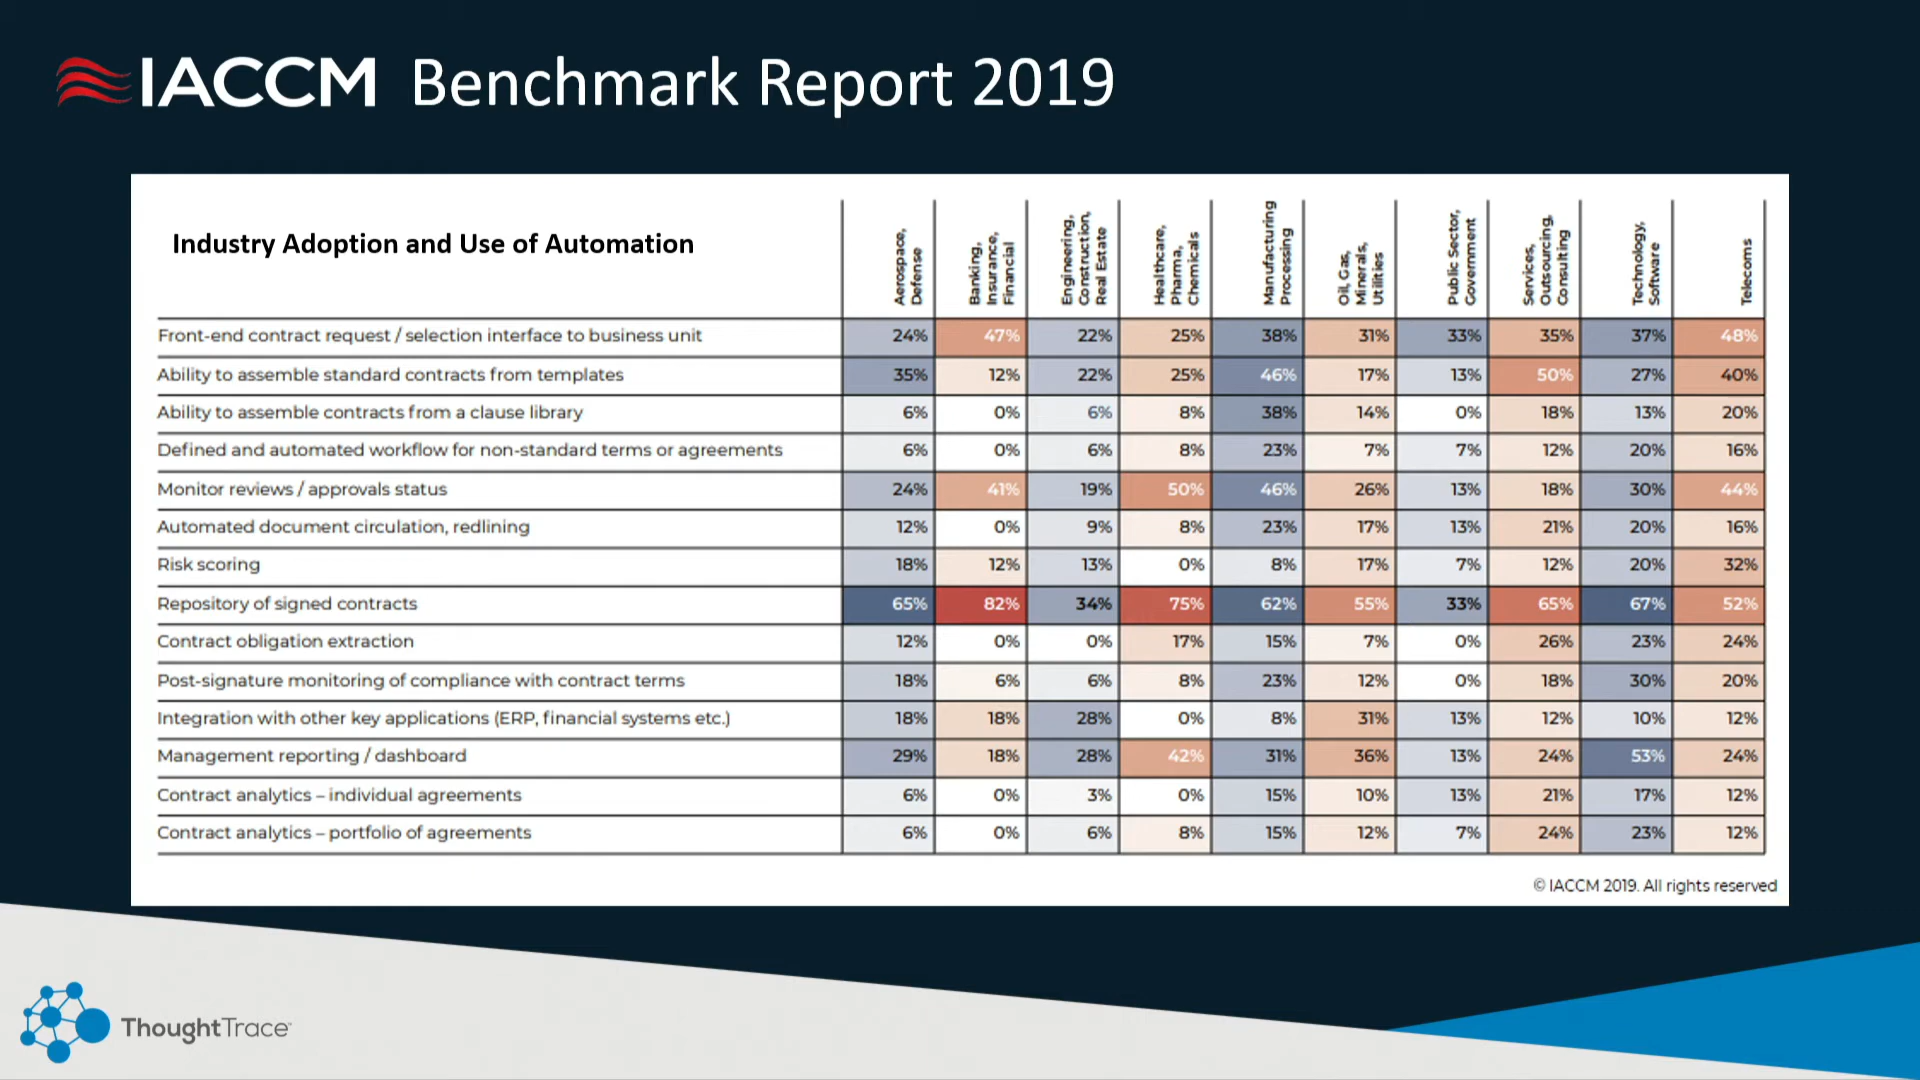 IACCM Benchmark Report 2019
Industry Adoption and Use of Automation
Aerospace,
Defense
Banking,
Insurance,
Financial
Engineering,
Construction,
Real Estate
Healthcare,
Pharma,
Chemicals
Manufacturing
Processing
Oil, Gas,
Minerals,
Utilities
Public Sector,
Government
Services,
Outsourcing,
Consulting
Technology,
Software
Telecoms
Front-end contract request / selection interface to business unit 24% 47% 22% 25% 38% 31% 33% 35% 37% 48%
Ability to assemble standard contracts from templates 35% 12% 22% 25% 46% 17% 13% 50% 27% 40%
Ability to assemble contracts from a clause library 6% 0% 6% 8% 38% 14% 0% 18% 13% 20%
Defined and automated workflow for non-standard terms or agreements 6% 0% 6% 8% 23% 7% 7% 12% 20% 16%
Monitor reviews / approvals status 24% 41% 19% 50% 46% 26% 13% 18% 30% 44%
Automated document circulation, redlining 12% 0% 9% 8% 23% 17% 13% 21% 20% 16%
Risk scoring 18% 12% 13% 0% 8% 17% 7% 12% 20% 32%
Repository of signed contracts 65% 82% 34% 75% 62% 55% 33% 65% 67% 52%
Contract obligation extraction 12% 0% 0% 17% 15% 7% 0% 26% 23% 24%
Post-signature monitoring of compliance with contract terms 18% 6% 6% 8% 23% 12% 0% 18% 30% 20%
Integration with other key applications (ERP, financial systems etc.) 18% 18% 28% 0% 8% 31% 13% 12% 10% 12%
Management reporting / dashboard 29% 18% 28% 42% 31% 36% 13% 24% 53% 24%
Contract analytics – individual agreements 6% 0% 3% 0% 15% 10% 13% 21% 17% 12%
Contract analytics – portfolio of agreements 6% 0% 6% 8% 15% 12% 7% 24% 23% 12%
© IACCM 2019. All rights reserved
ThoughtTrace